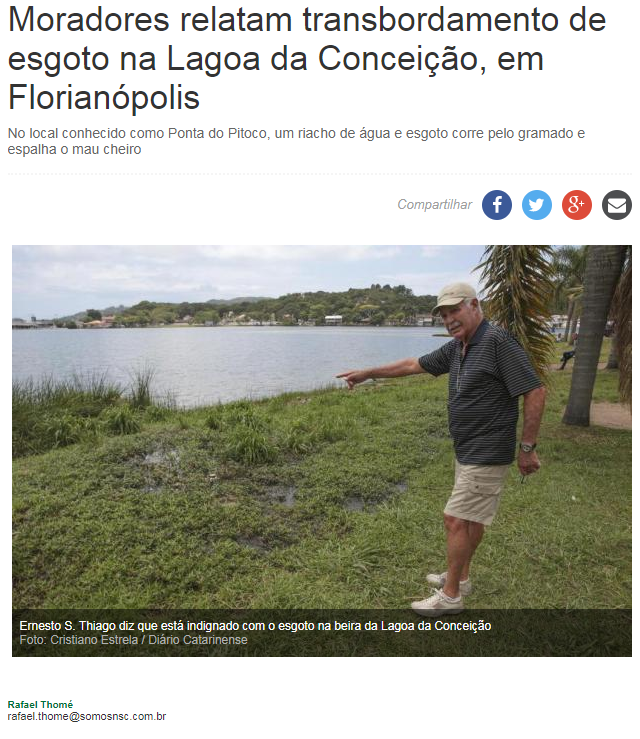 Moradores relatam transbordamento de
esgoto na Lagoa da Conceição, em
Florianópolis
No local conhecido como Ponta do Pitoco, um riacho de água e esgoto corre pelo gramado e
espalha o mau cheiro
Compartilhar
Ernesto S. Thiago diz que está indignado com o esgoto na beira da Lagoa da Conceição
Foto: Cristiano Estrela / Diário Catarinense
Rafael Thomé
rafael.thome@somosnsc.com.br